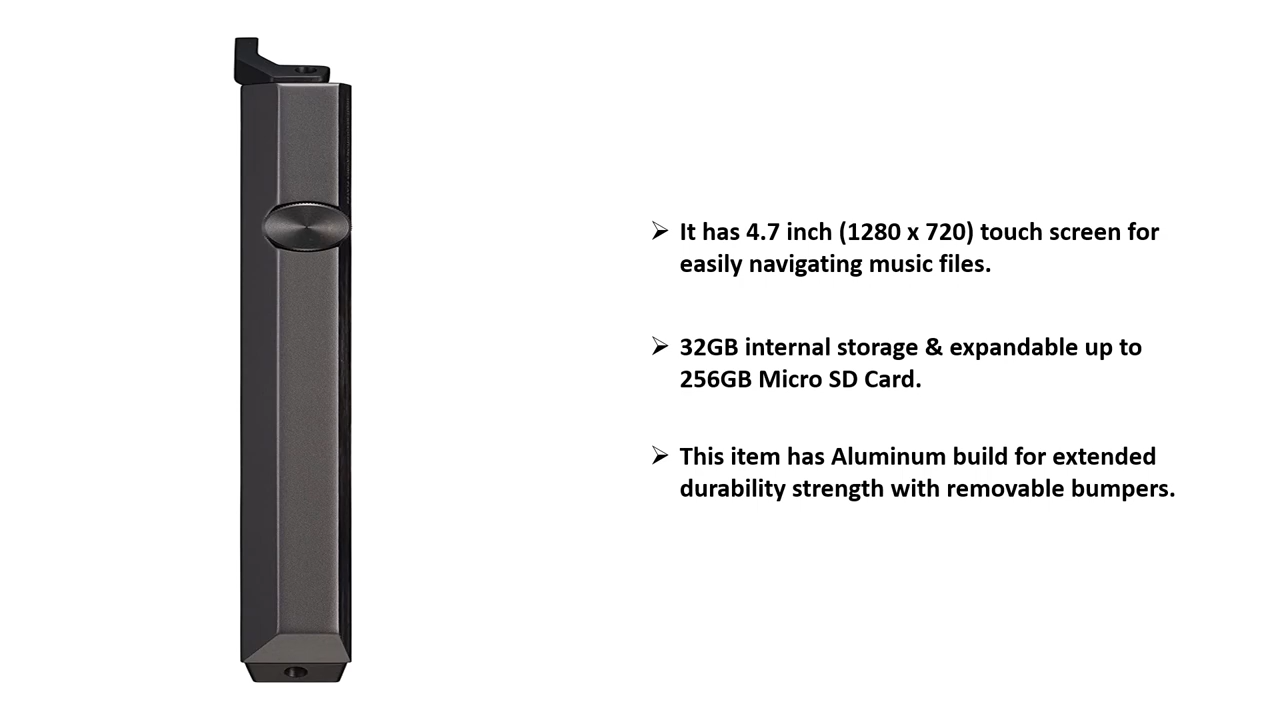 ➢ It has 4.7 inch (1280 x 720) touch screen for
easily navigating music files.
➢ 32GB internal storage & expandable up to
256GB Micro SD Card.
➢ This item has Aluminum build for extended
durability strength with removable bumpers.